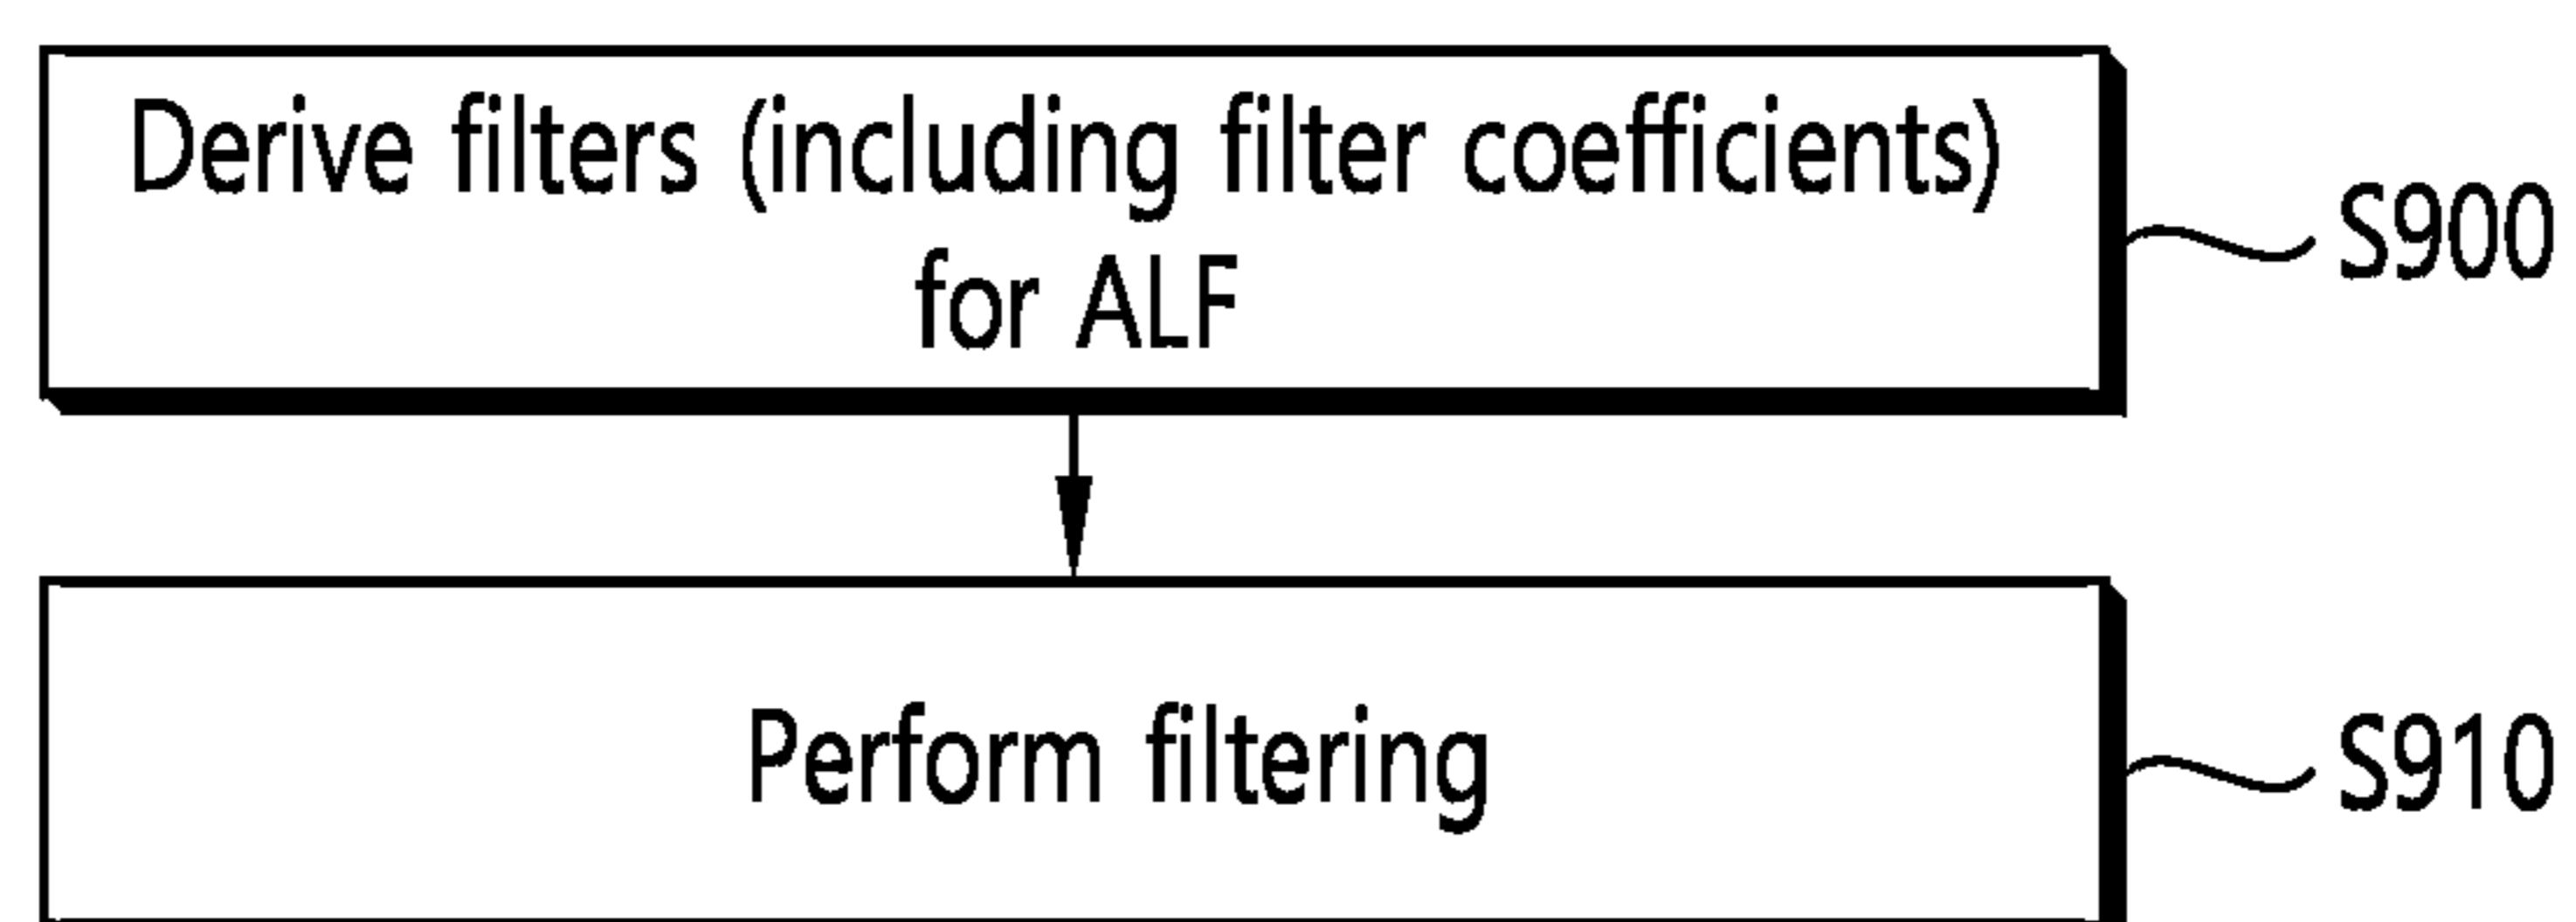 Derive filters (including filter coefficients)
for ALF
S900
Perform filtering
S910